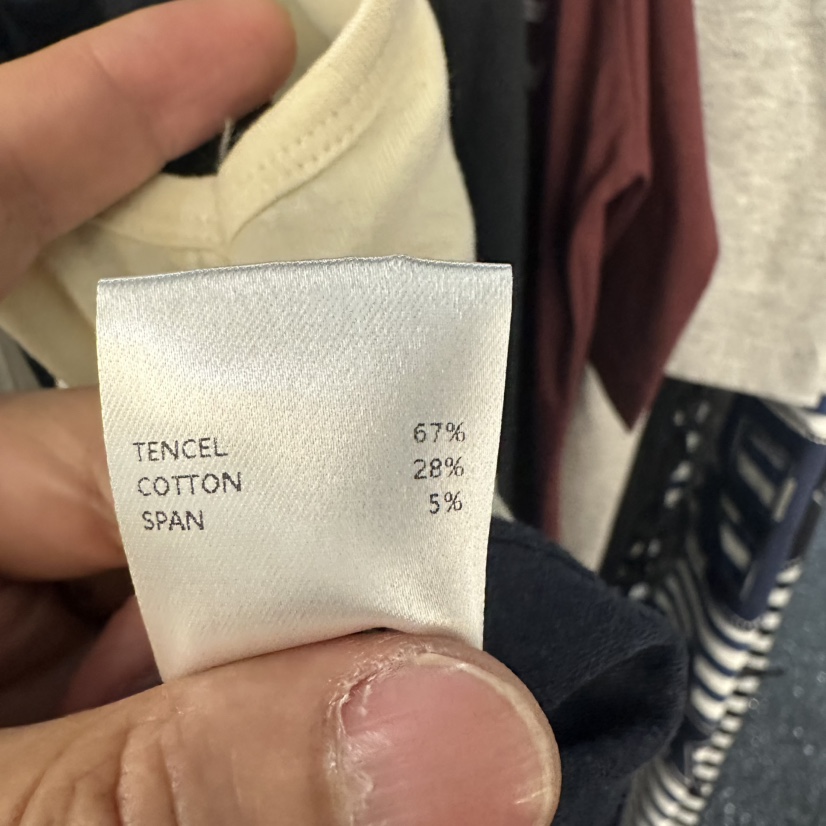 TENCEL 67%
COTTON 28%
SPAN 5%